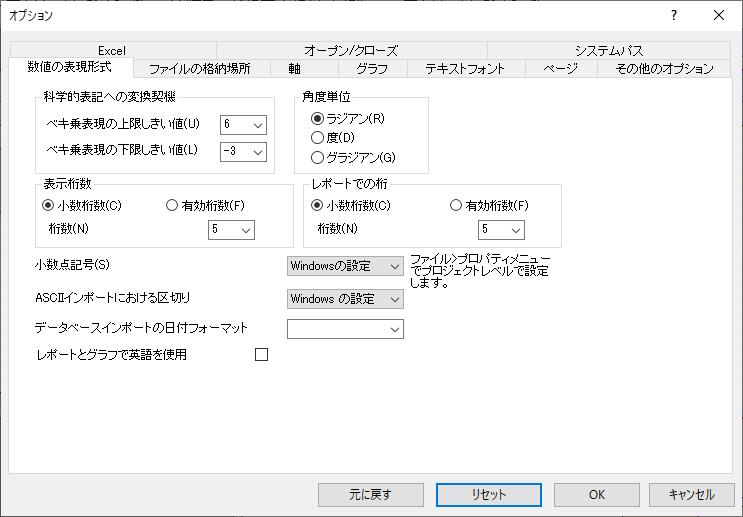 オプション
?
Excel
オープン/クローズ
システムパス
数値の表現形式
ファイルの格納場所
軸
グラフ
テキストフォント
ページ
その他のオプション
科学的表記への変換契機
ベキ乗表現の上限しきい値(U)
6
ベキ乗表現の下限しきい値(L)
-3
角度単位
ラジアン(R)
度(D)
グラジアン(G)
表示桁数
小数桁数(C)
有効桁数(F)
桁数(N)
5
レポートでの桁
小数桁数(C)
有効桁数(F)
桁数(N)
5
小数点記号(S)
Windowsの設定
ファイル>プロパティメニュー
でプロジェクトレベルで設定
します。
ASCIIインポートにおける区切り
Windows の設定
データベースインポートの日付フォーマット
レポートとグラフで英語を使用
元に戻す
リセット
OK
キャンセル